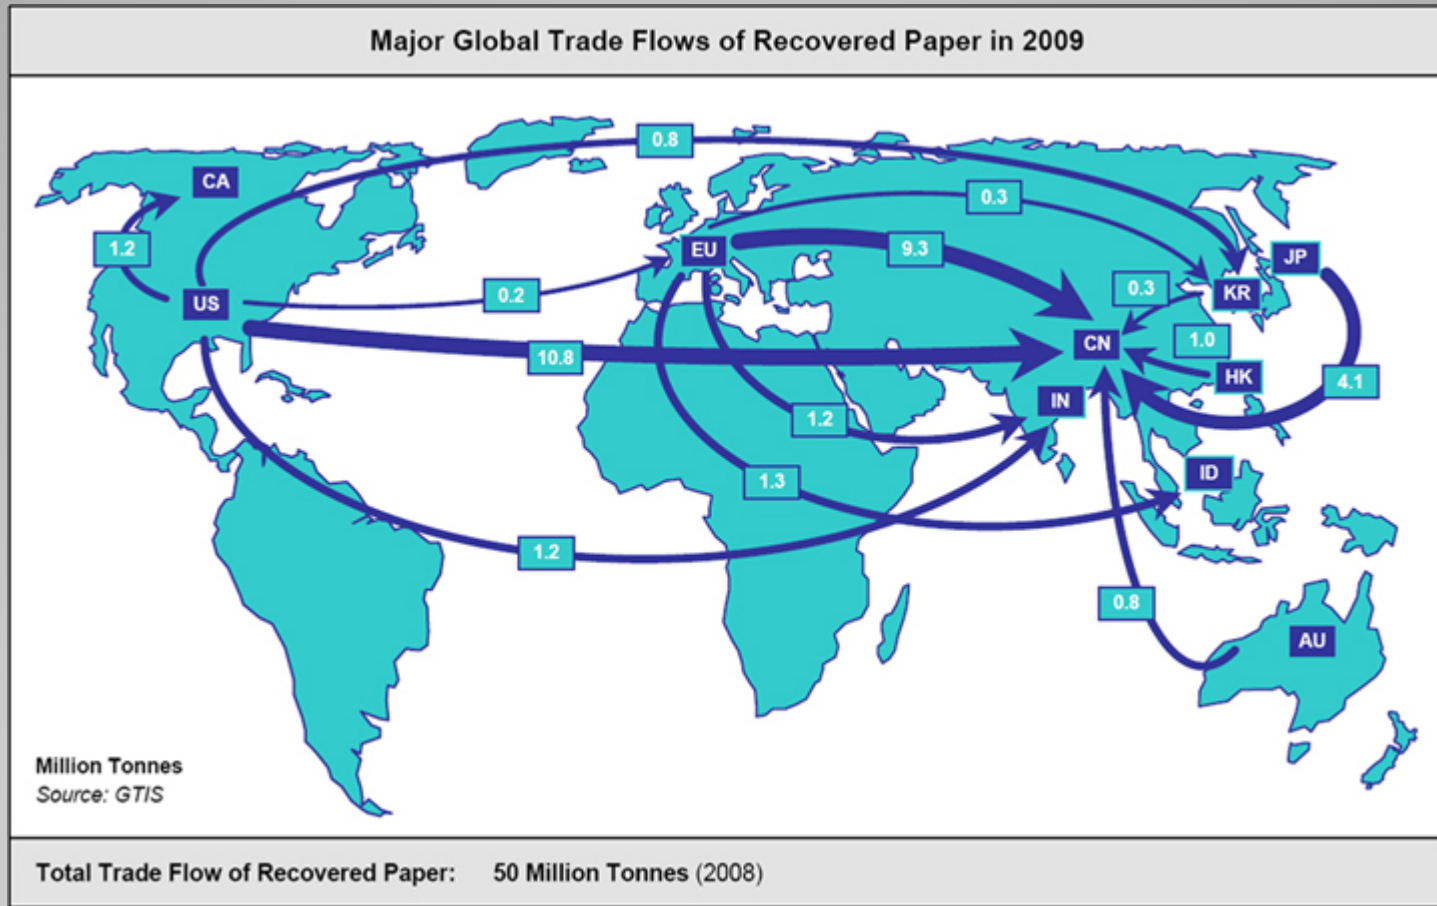 Major Global Trade Flows of Recovered Paper in 2009
0.8
CA
0.3
1.2
EU
9.3
JP
US
0.2
0.3
KR
10.8
CN
1.0
HK
4.1
IN
1.2
1.3
ID
1.2
0.8
AU
Million Tonnes
Source: GTIS
Total Trade Flow of Recovered Paper: 50 Million Tonnes (2008)